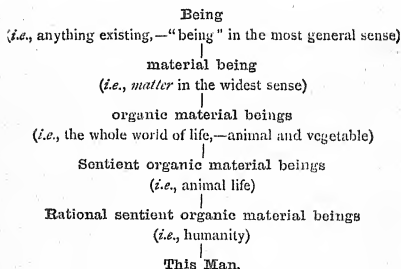 Being
(i.e., anything existing,—“being” in the most general sense)
material being
(i.e., matter in the widest sense)
organic material beings
(i.e., the whole world of life,—animal and vegetable)
Sentient organic material beings
(i.e., animal life)
Rational sentient organic material beings
(i.e., humanity)
This Man.